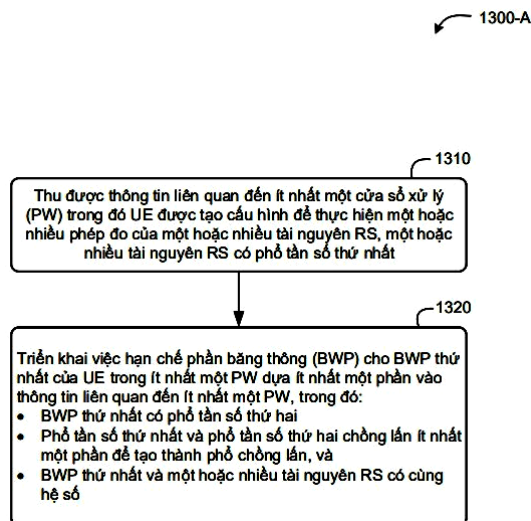 1300-A
1310
Thu được thông tin liên quan đến ít nhất một cửa sổ xử lý
(PW) trong đó UE được tạo cấu hình để thực hiện một hoặc
nhiều phép đo của một hoặc nhiều tài nguyên RS, một hoặc
nhiều tài nguyên RS có phổ tần số thứ nhất
1320
Triển khai việc hạn chế phần băng thông (BWP) cho BWP thứ
nhất của UE trong ít nhất một PW dựa ít nhất một phần vào
thông tin liên quan đến ít nhất một PW, trong đó:
• BWP thứ nhất có phổ tần số thứ hai
• Phổ tần số thứ nhất và phổ tần số thứ hai chồng lấn ít nhất
một phần để tạo thành phổ chồng lấn, và
• BWP thứ nhất và một hoặc nhiều tài nguyên RS có cùng
hệ số